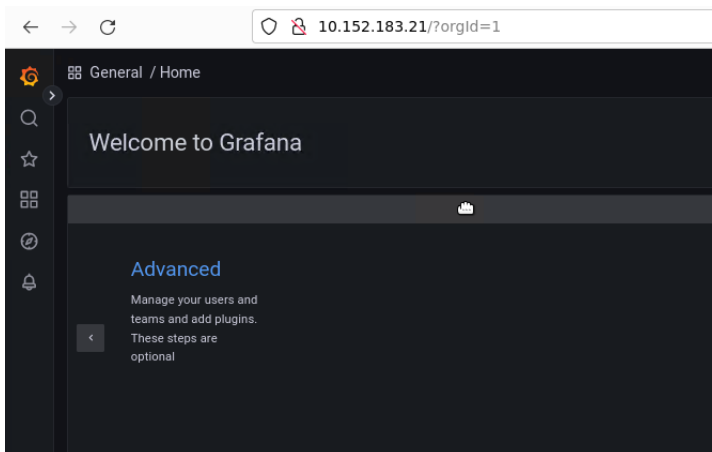 10.152.183.21/?orgId=1
General / Home
Welcome to Grafana
Advanced
Manage your users and
teams and add plugins.
These steps are
optional